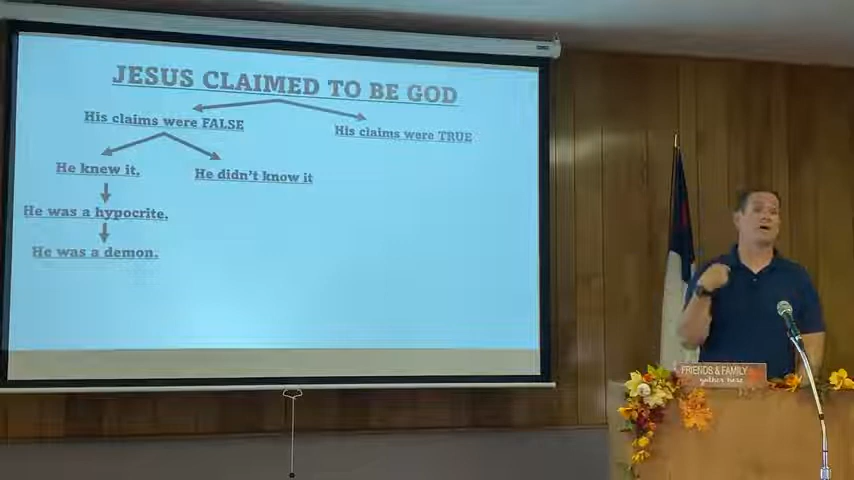 JESUS CLAIMED TO BE GOD
His claims were FALSE
His claims were TRUE
He knew it.
He didn't know it
He was a hypocrite.
He was a demon.
FRIENDS & FAMILY
gather here